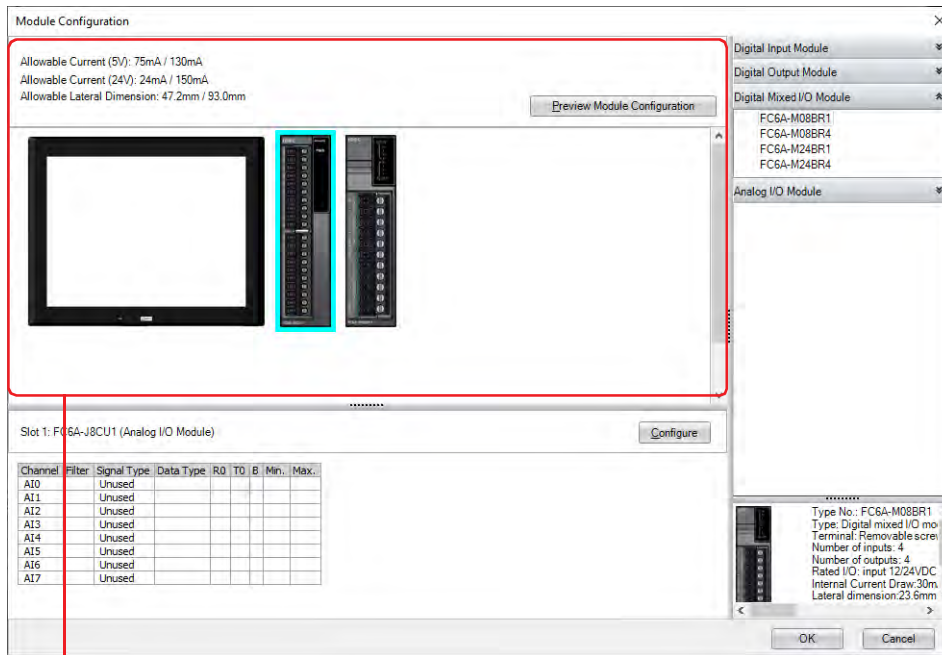 Module Configuration
Allowable Current (5V): 75mA / 130mA
Allowable Current (24V): 24mA / 150mA
Allowable Lateral Dimension: 47.2mm / 93.0mm
Preview Module Configuration
Slot 1: FC6A-J8CU1 (Analog I/O Module)
Configure
Channel Filter Signal Type Data Type R0 T0 B Min. Max.
AI0 Unused
AI1 Unused
AI2 Unused
AI3 Unused
AI4 Unused
AI5 Unused
AI6 Unused
AI7 Unused
Digital Input Module
Digital Output Module
Digital Mixed I/O Module
FC6A-M08BR1
FC6A-M08BR4
FC6A-M24BR1
FC6A-M24BR4
Analog I/O Module
Type No.: FC6A-M08BR1
Type: Digital mixed I/O mo
Terminal: Removable screw
Number of inputs: 4
Number of outputs: 4
Rated I/O: input 12/24VDC
Internal Current Draw:30m
Lateral dimension:23.6mm
OK Cancel